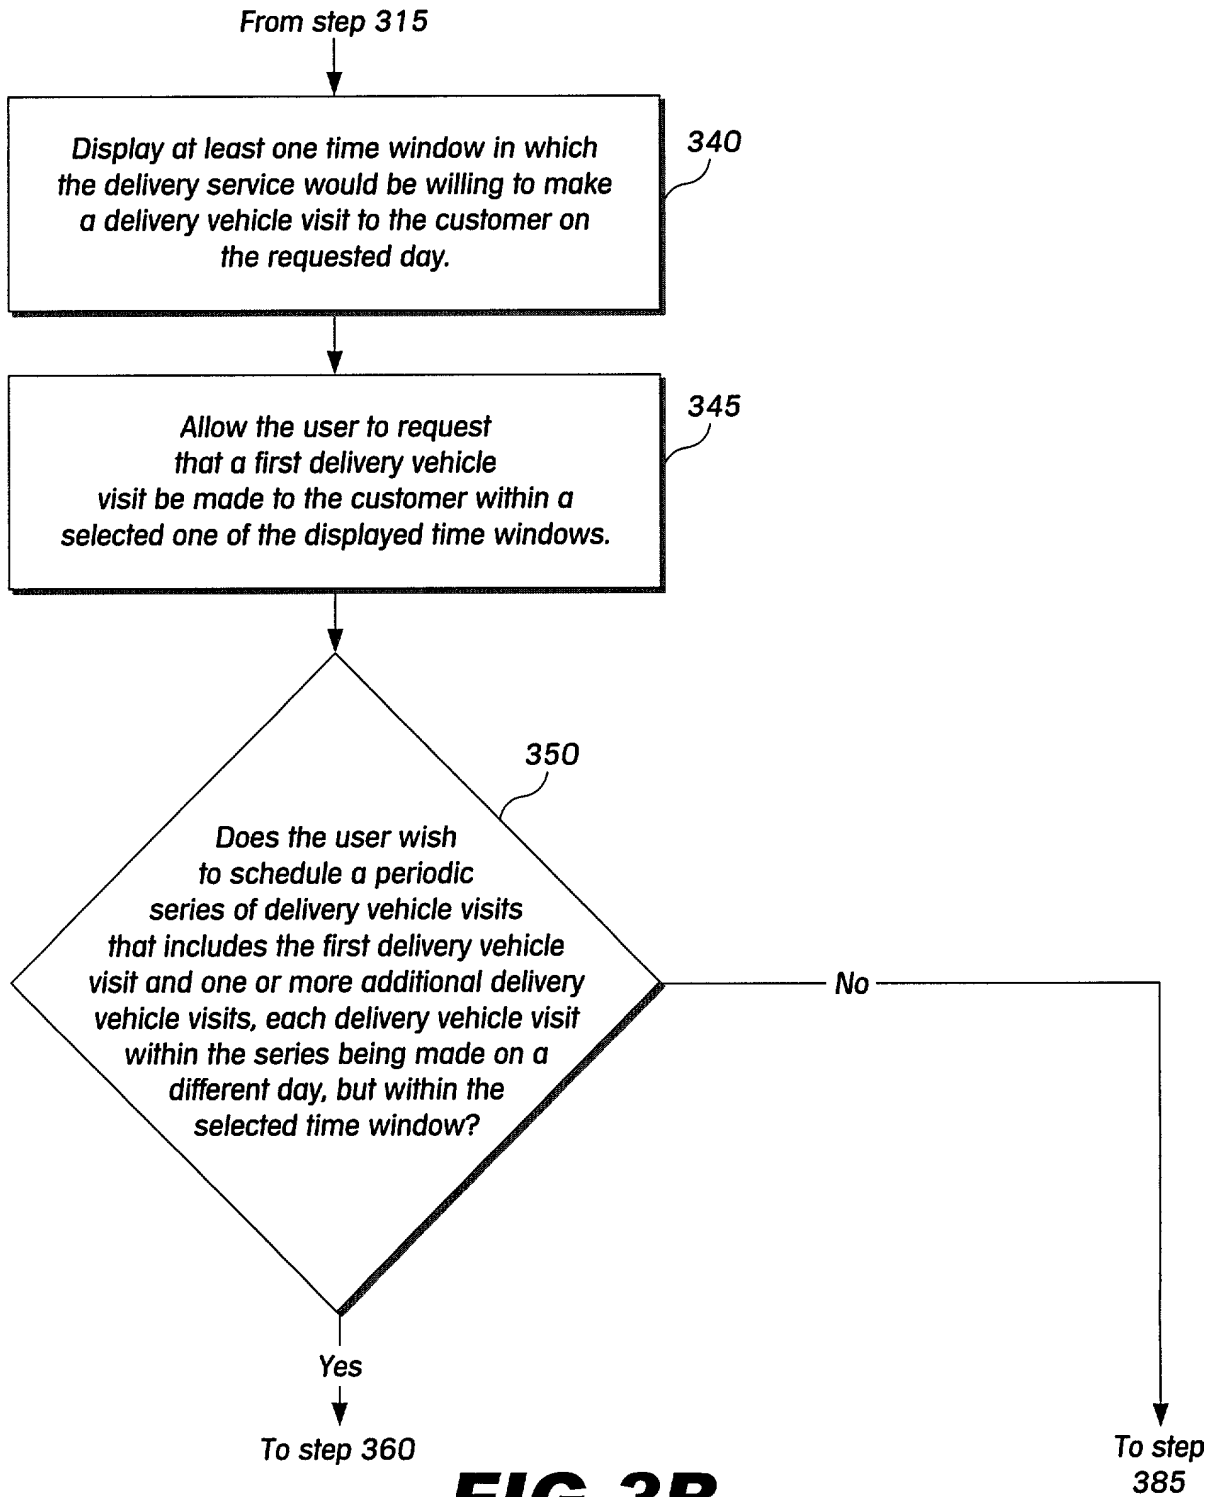 From step 315
Display at least one time window in which
the delivery service would be willing to make
a delivery vehicle visit to the customer on
the requested day.
340
Allow the user to request
that a first delivery vehicle
visit be made to the customer within a
selected one of the displayed time windows.
345
350
Does the user wish
to schedule a periodic
series of delivery vehicle visits
that includes the first delivery vehicle
visit and one or more additional delivery
vehicle visits, each delivery vehicle visit
within the series being made on a
different day, but within the
selected time window?
No
Yes
To step 360
To step
385
FIG 3B